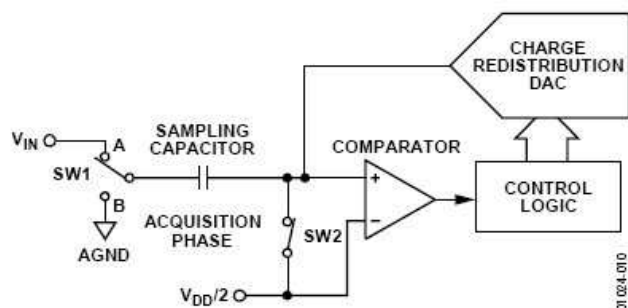 CHARGE
REDISTRIBUTION
DAC
SAMPLING
CAPACITOR
COMPARATOR
VIN
A
SW1
B
AGND
ACQUISITION
PHASE
SW2
+
−
CONTROL
LOGIC
VDD/2
01024-010